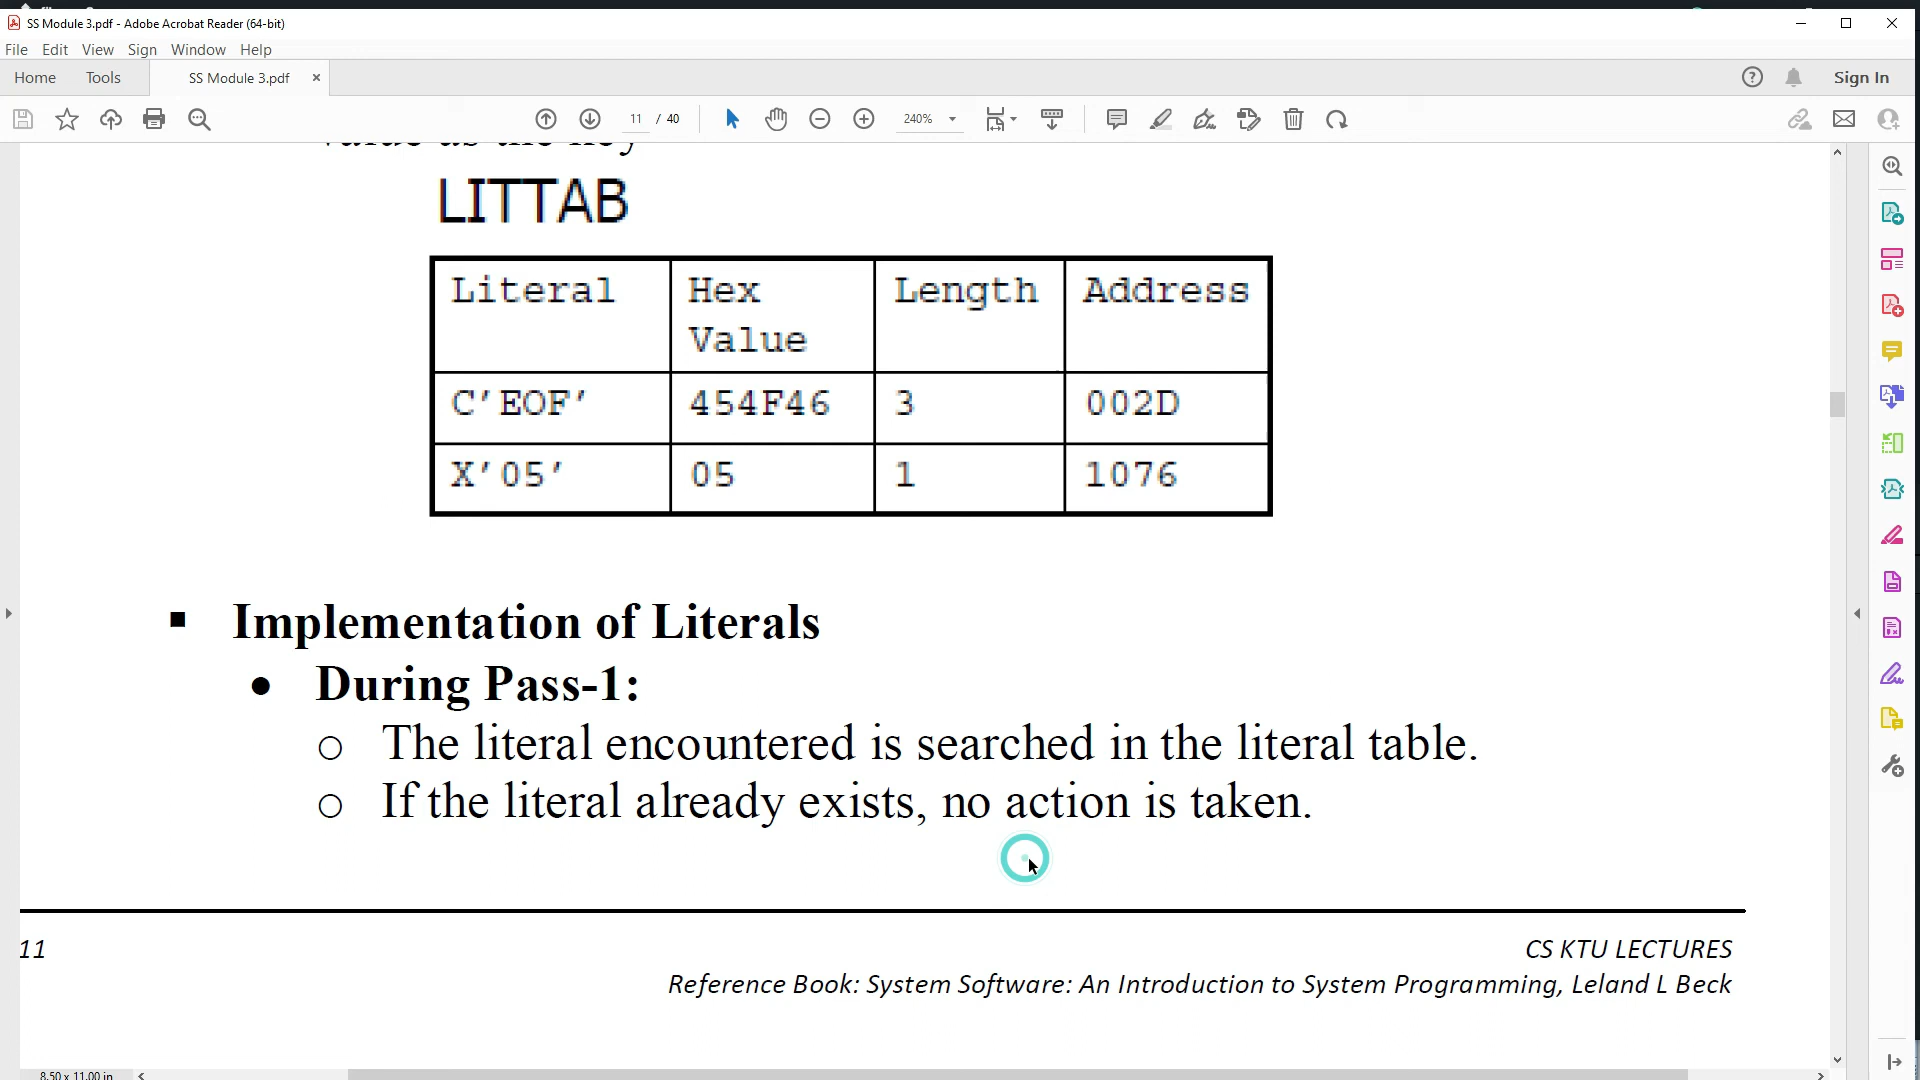 SS Module 3.pdf - Adobe Acrobat Reader (64-bit)
File Edit View Sign Window Help
Home Tools SS Module 3.pdf × Sign In
11 / 40 240%
value as the key
LITTAB
Literal Hex Value Length Address
C'EOF' 454F46 3 002D
X'05' 05 1 1076
▪ Implementation of Literals
• During Pass-1:
o The literal encountered is searched in the literal table.
o If the literal already exists, no action is taken.
11 CS KTU LECTURES
Reference Book: System Software: An Introduction to System Programming, Leland L Beck
8.50 x 11.00 in